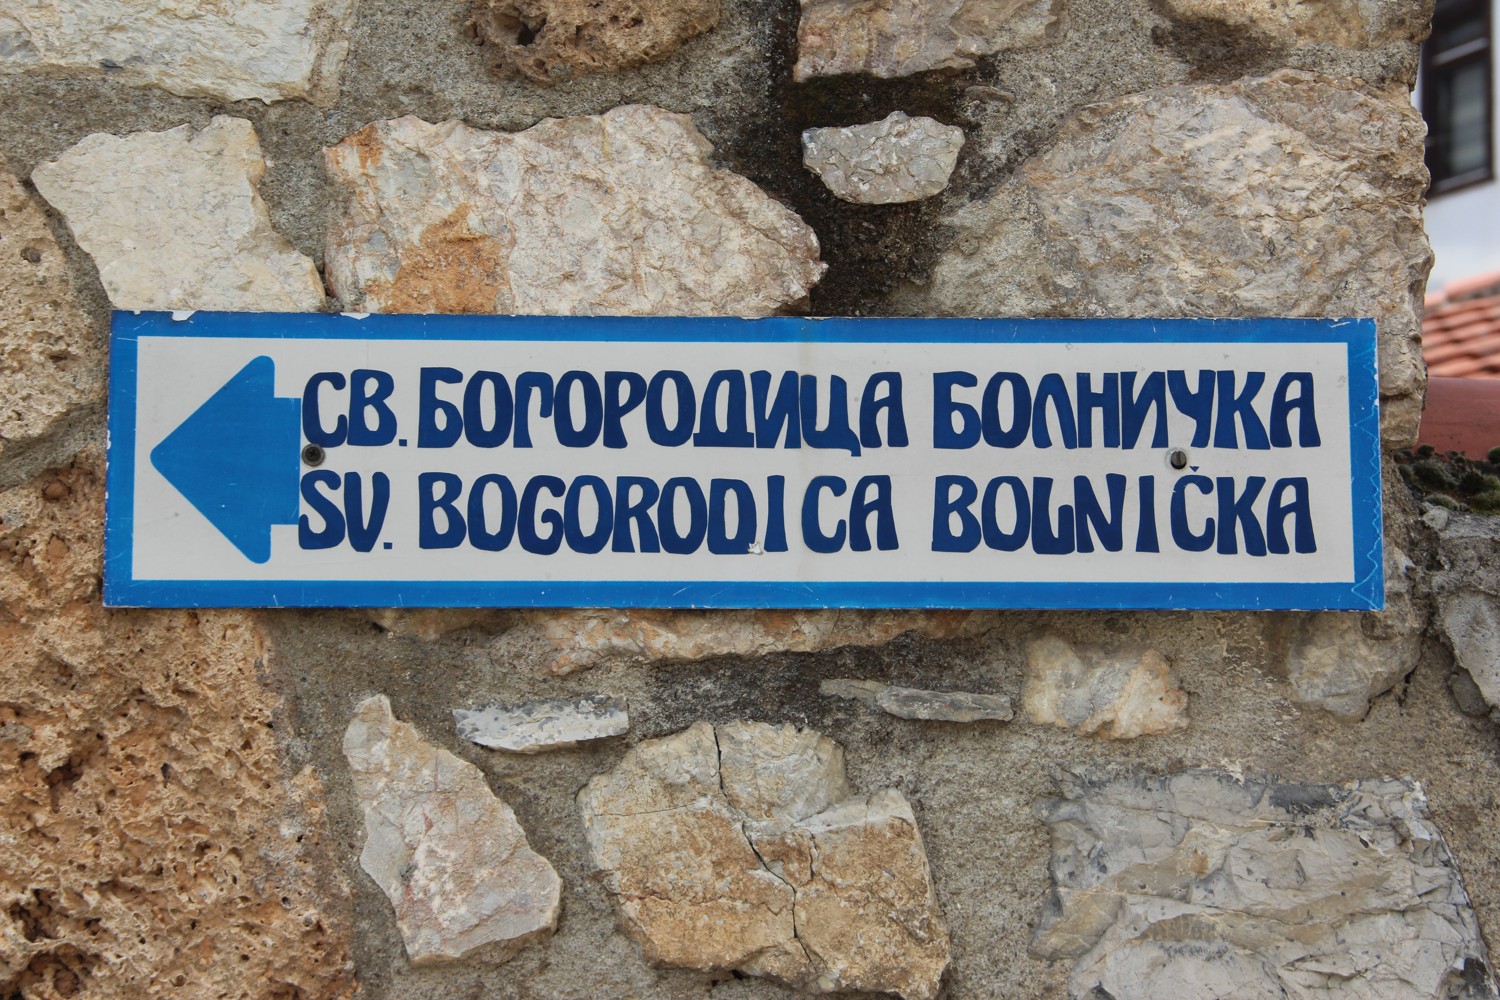 СВ. БОГОРОДИЦА БОЛНИЧКА
SV. BOGORODICA BOLNIČKA